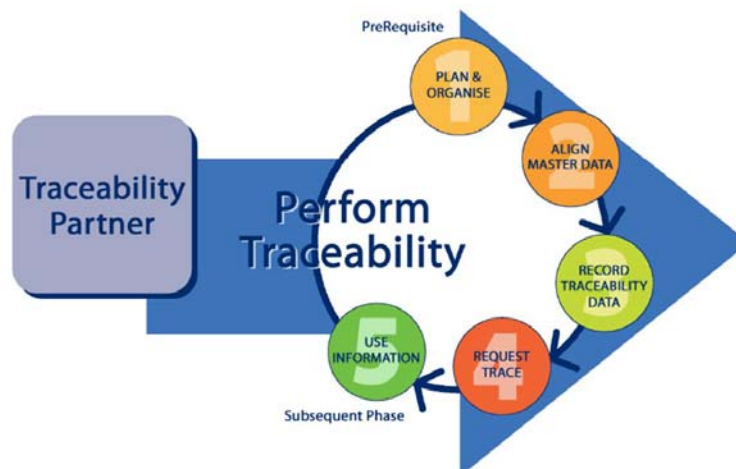 PreRequisite
1
PLAN &
ORGANISE
2
ALIGN
MASTER DATA
Traceability
Partner
Perform
Traceability
3
RECORD
TRACEABILITY
DATA
4
REQUEST
TRACE
5
USE
INFORMATION
Subsequent Phase